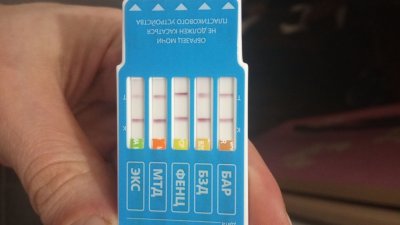 ОБРАЗЕЦ МОЧИ
НЕ ДОЛЖЕН КАСАТЬСЯ
ПЛАСТИКОВОГО УСТРОЙСТВА
Т
Т
К
К
ЭКС
МТД
ФЕНЦ
БЗД
БАР